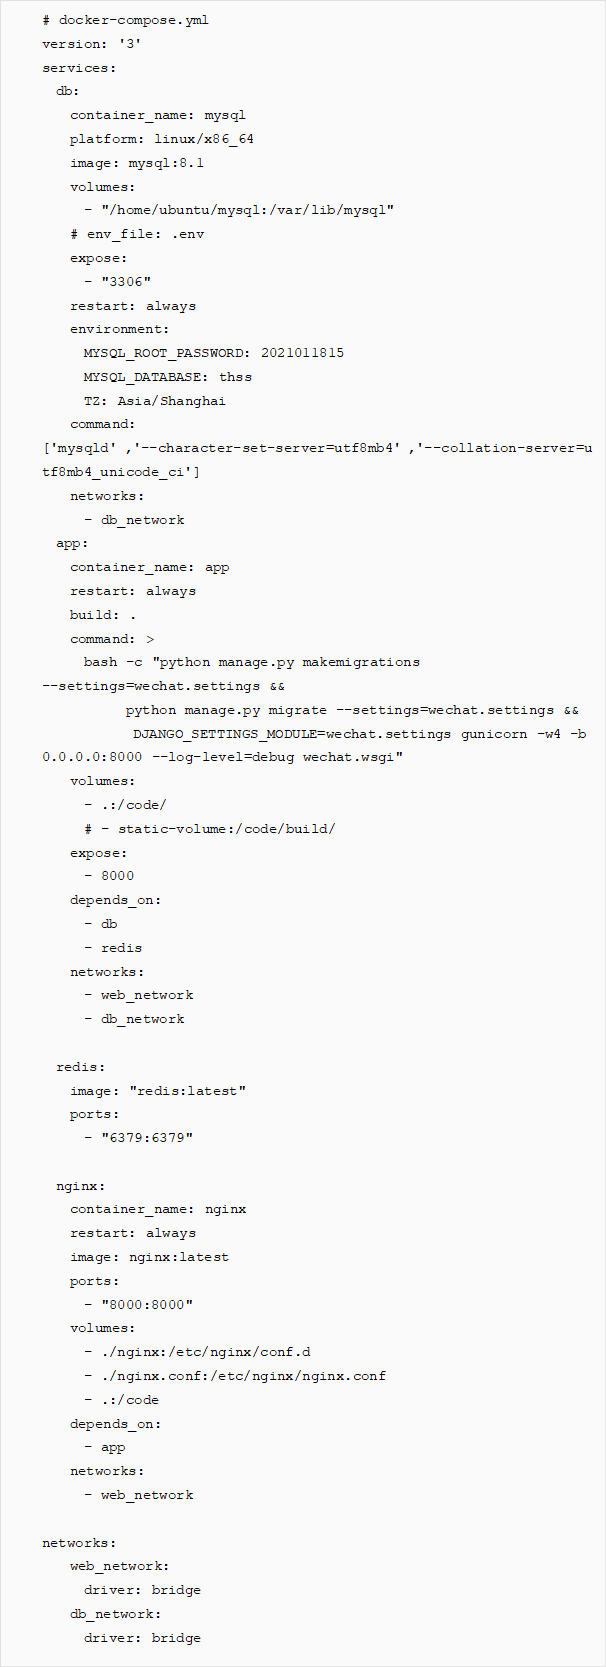 # docker-compose.yml
version: '3'
services:
  db:
    container_name: mysql
    platform: linux/x86_64
    image: mysql:8.1
    volumes:
      - "/home/ubuntu/mysql:/var/lib/mysql"
    # env_file: .env
    expose:
      - "3306"
    restart: always
    environment:
      MYSQL_ROOT_PASSWORD: 2021011815
      MYSQL_DATABASE: thss
      TZ: Asia/Shanghai
    command:
['mysqld' ,'--character-set-server=utf8mb4' ,'--collation-server=u
tf8mb4_unicode_ci']
    networks:
      - db_network
  app:
    container_name: app
    restart: always
    build: .
    command: >
      bash -c "python manage.py makemigrations
--settings=wechat.settings &&
            python manage.py migrate --settings=wechat.settings &&
             DJANGO_SETTINGS_MODULE=wechat.settings gunicorn -w4 -b
0.0.0.0:8000 --log-level=debug wechat.wsgi"
    volumes:
      - .:/code/
      # - static-volume:/code/build/
    expose:
      - 8000
    depends_on:
      - db
      - redis
    networks:
      - web_network
      - db_network

  redis:
    image: "redis:latest"
    ports:
      - "6379:6379"

  nginx:
    container_name: nginx
    restart: always
    image: nginx:latest
    ports:
      - "8000:8000"
    volumes:
      - ./nginx:/etc/nginx/conf.d
      - ./nginx.conf:/etc/nginx/nginx.conf
      - .:/code
    depends_on:
      - app
    networks:
      - web_network

networks:
    web_network:
      driver: bridge
    db_network:
      driver: bridge